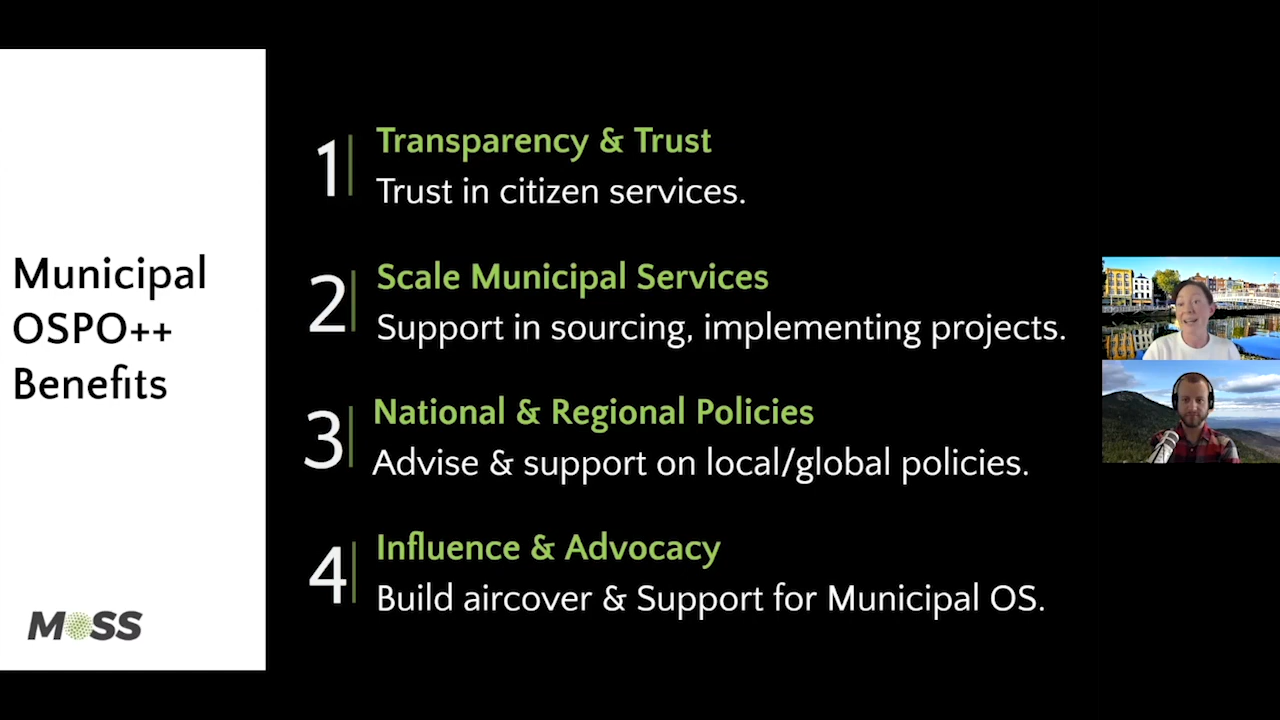 Municipal
OSPO++
Benefits
MOSS
1
Transparency & Trust
Trust in citizen services.
2
Scale Municipal Services
Support in sourcing, implementing projects.
3
National & Regional Policies
Advise & support on local/global policies.
4
Influence & Advocacy
Build aircover & Support for Municipal OS.